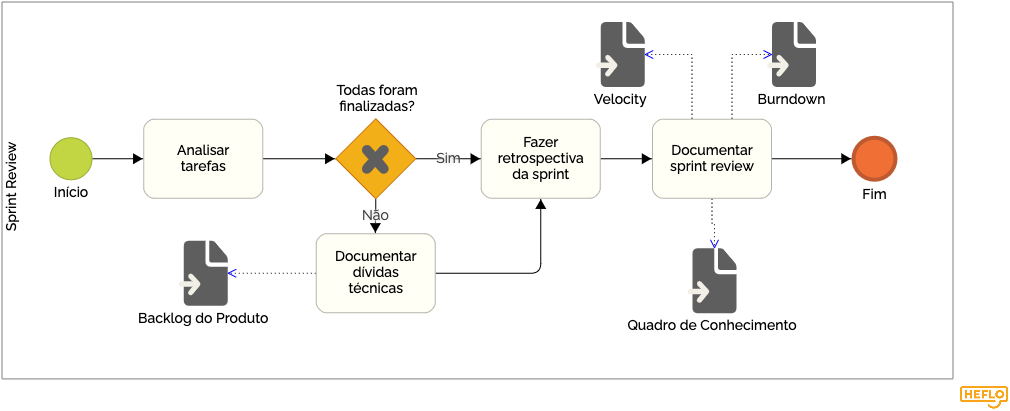 Sprint Review
Início
Analisar
tarefas
Todas foram
finalizadas?
Sim
Não
Documentar
dívidas
técnicas
Backlog do Produto
Fazer
retrospectiva
da sprint
Documentar
sprint review
Velocity
Burndown
Quadro de Conhecimento
Fim
HEFLO